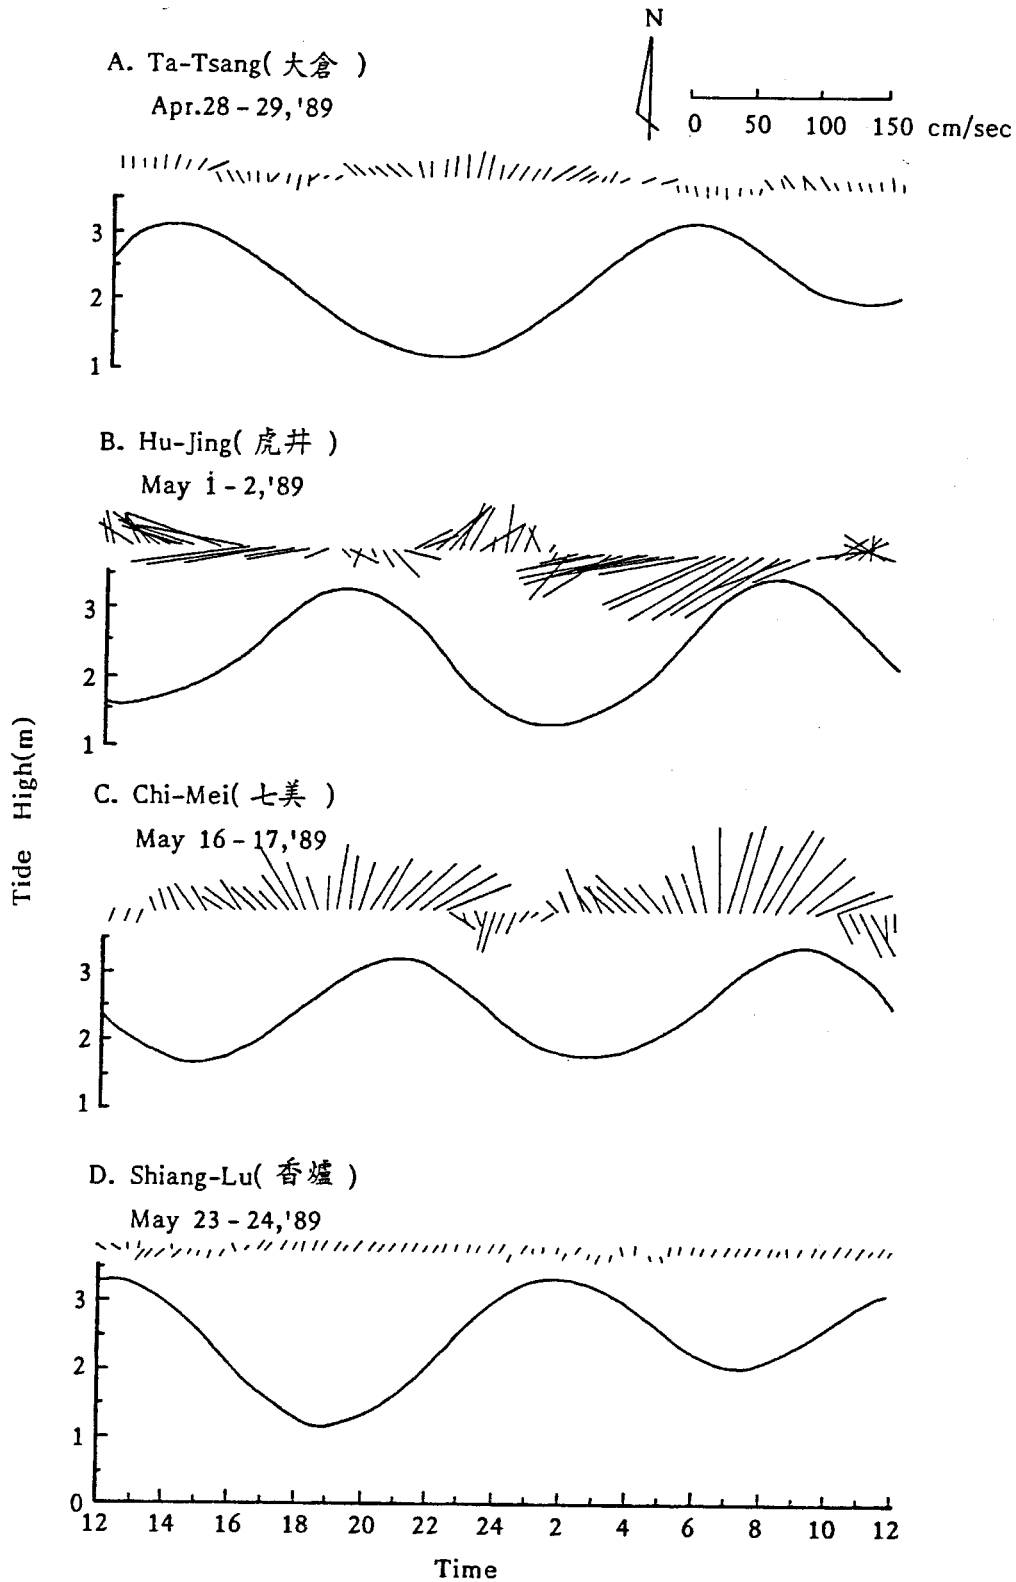 N
A. Ta-Tsang( 大倉 )
Apr.28 – 29,'89
0 50 100 150 cm/sec
3
2
1
B. Hu-Jing( 虎井 )
May 1 – 2,'89
3
2
1
Tide High(m)
C. Chi-Mei( 七美 )
May 16 – 17,'89
3
2
1
D. Shiang-Lu( 香爐 )
May 23 – 24,'89
3
2
1
0
12 14 16 18 20 22 24 2 4 6 8 10 12
Time